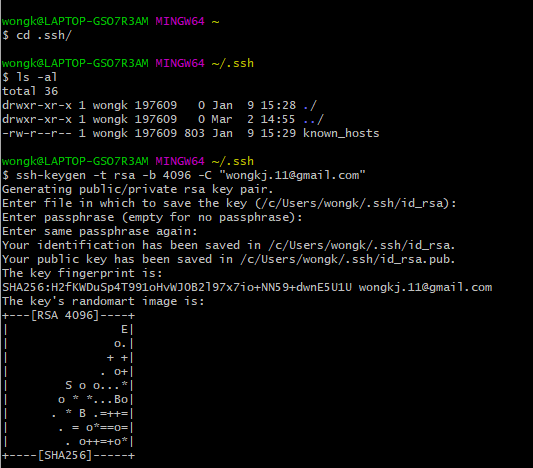 wongk@LAPTOP-GSO7R3AM MINGW64 ~
$ cd .ssh/
wongk@LAPTOP-GSO7R3AM MINGW64 ~/.ssh
$ ls -al
total 36
drwxr-xr-x 1 wongk 197609   0 Jan  9 15:28 ./
drwxr-xr-x 1 wongk 197609   0 Mar  2 14:55 ../
-rw-r--r-- 1 wongk 197609 803 Jan  9 15:29 known_hosts
wongk@LAPTOP-GSO7R3AM MINGW64 ~/.ssh
$ ssh-keygen -t rsa -b 4096 -C "wongkj.11@gmail.com"
Generating public/private rsa key pair.
Enter file in which to save the key (/c/Users/wongk/.ssh/id_rsa):
Enter passphrase (empty for no passphrase):
Enter same passphrase again:
Your identification has been saved in /c/Users/wongk/.ssh/id_rsa.
Your public key has been saved in /c/Users/wongk/.ssh/id_rsa.pub.
The key fingerprint is:
SHA256:H2fKWDuSp4T991oHvWJOB2l97x7io+NN59+dwnE5U1U wongkj.11@gmail.com
The key's randomart image is:
+---[RSA 4096]----+
|                E|
|               o.|
|              + +|
|             . o+|
|        S o o...*|
|       o * *...Bo|
|      . * B .=++=|
|       . = o*==o=|
|        . o++=+o*|
+----[SHA256]-----+